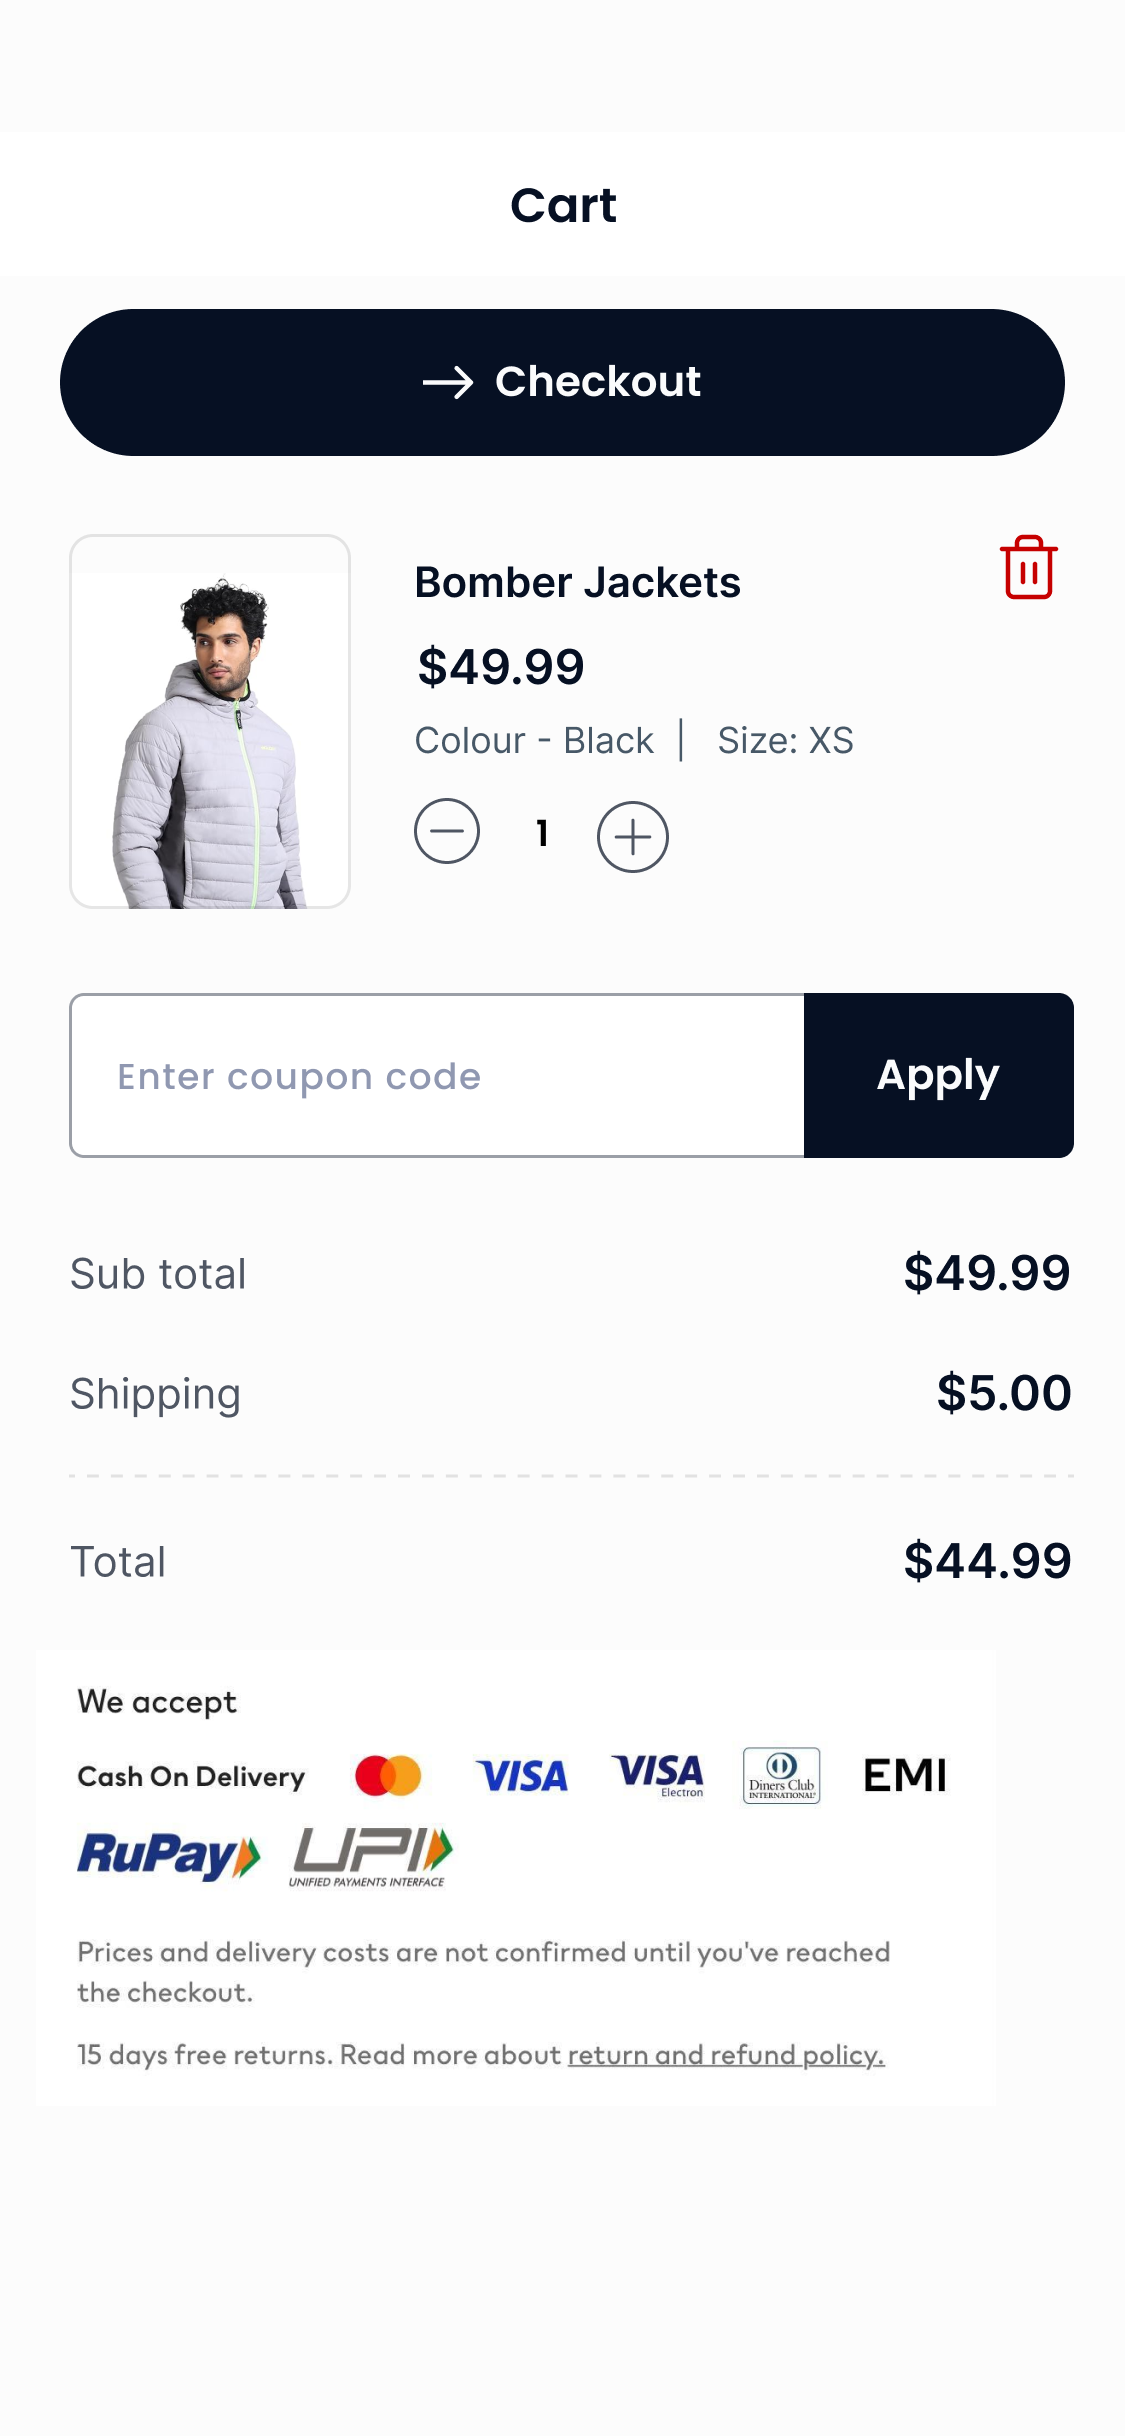 Cart
Checkout
Bomber Jackets
$49.99
Colour - Black | Size: XS
1
Enter coupon code
Apply
Sub total $49.99
Shipping $5.00
Total $44.99
We accept
Cash On Delivery VISA VISA Electron Diners Club INTERNATIONAL EMI
RuPay UPI UNIFIED PAYMENTS INTERFACE
Prices and delivery costs are not confirmed until you've reached
the checkout.
15 days free returns. Read more about return and refund policy.